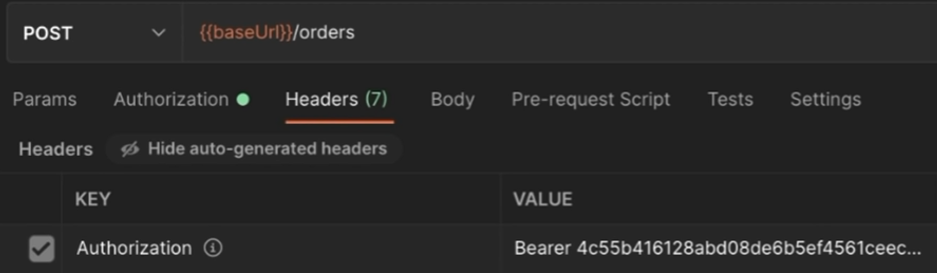 POST {{baseUrl}}/orders
Params Authorization Headers (7) Body Pre-request Script Tests Settings
Headers Hide auto-generated headers
KEY VALUE
Authorization Bearer 4c55b416128abd08de6b5ef4561ceec...